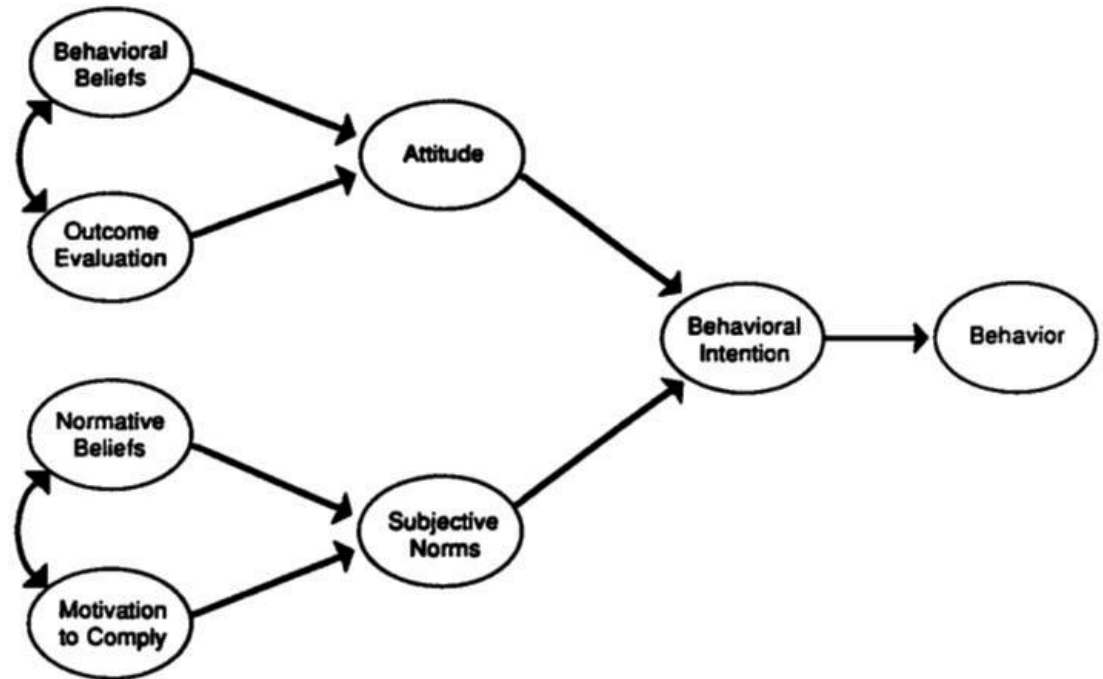 Behavioral
Beliefs
Attitude
Outcome
Evaluation
Behavioral
Intention
Behavior
Normative
Beliefs
Subjective
Norms
Motivation
to Comply